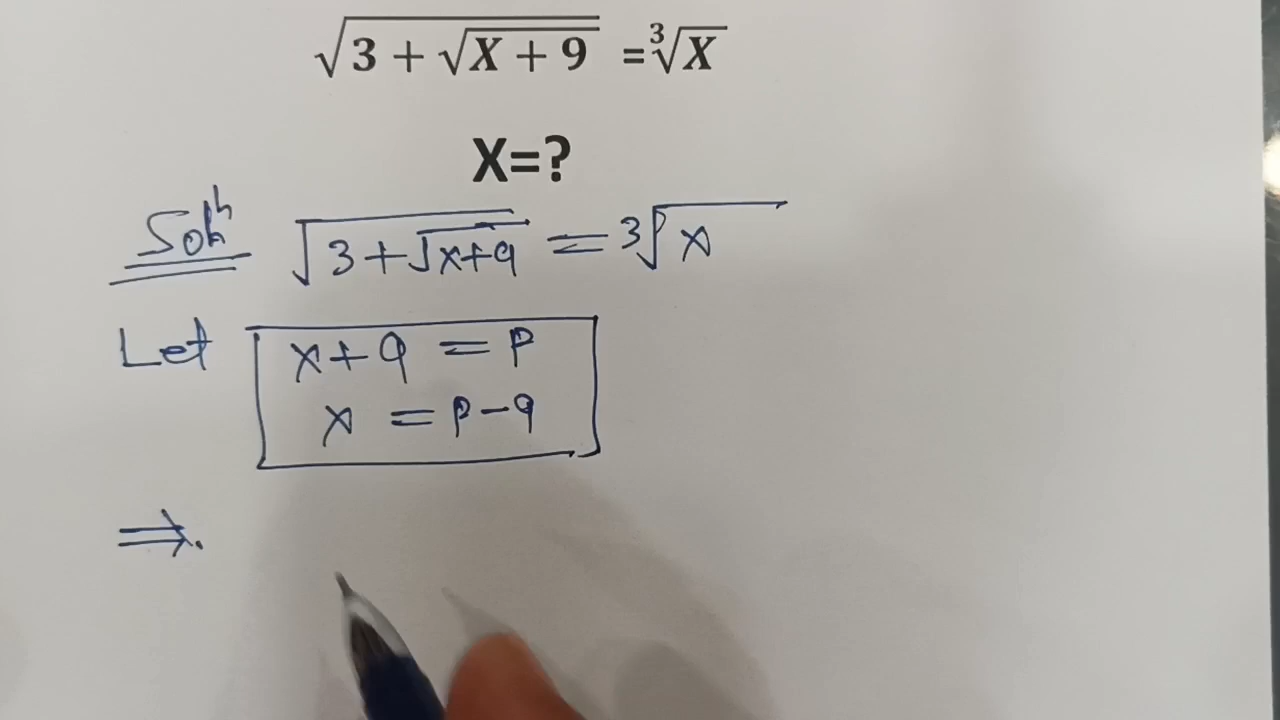 √(3 + √(X + 9)) = ∛X
X=?
Solⁿ √(3+√(x+9)) = ∛x
Let x+9 = P
x = P-9
⇒.